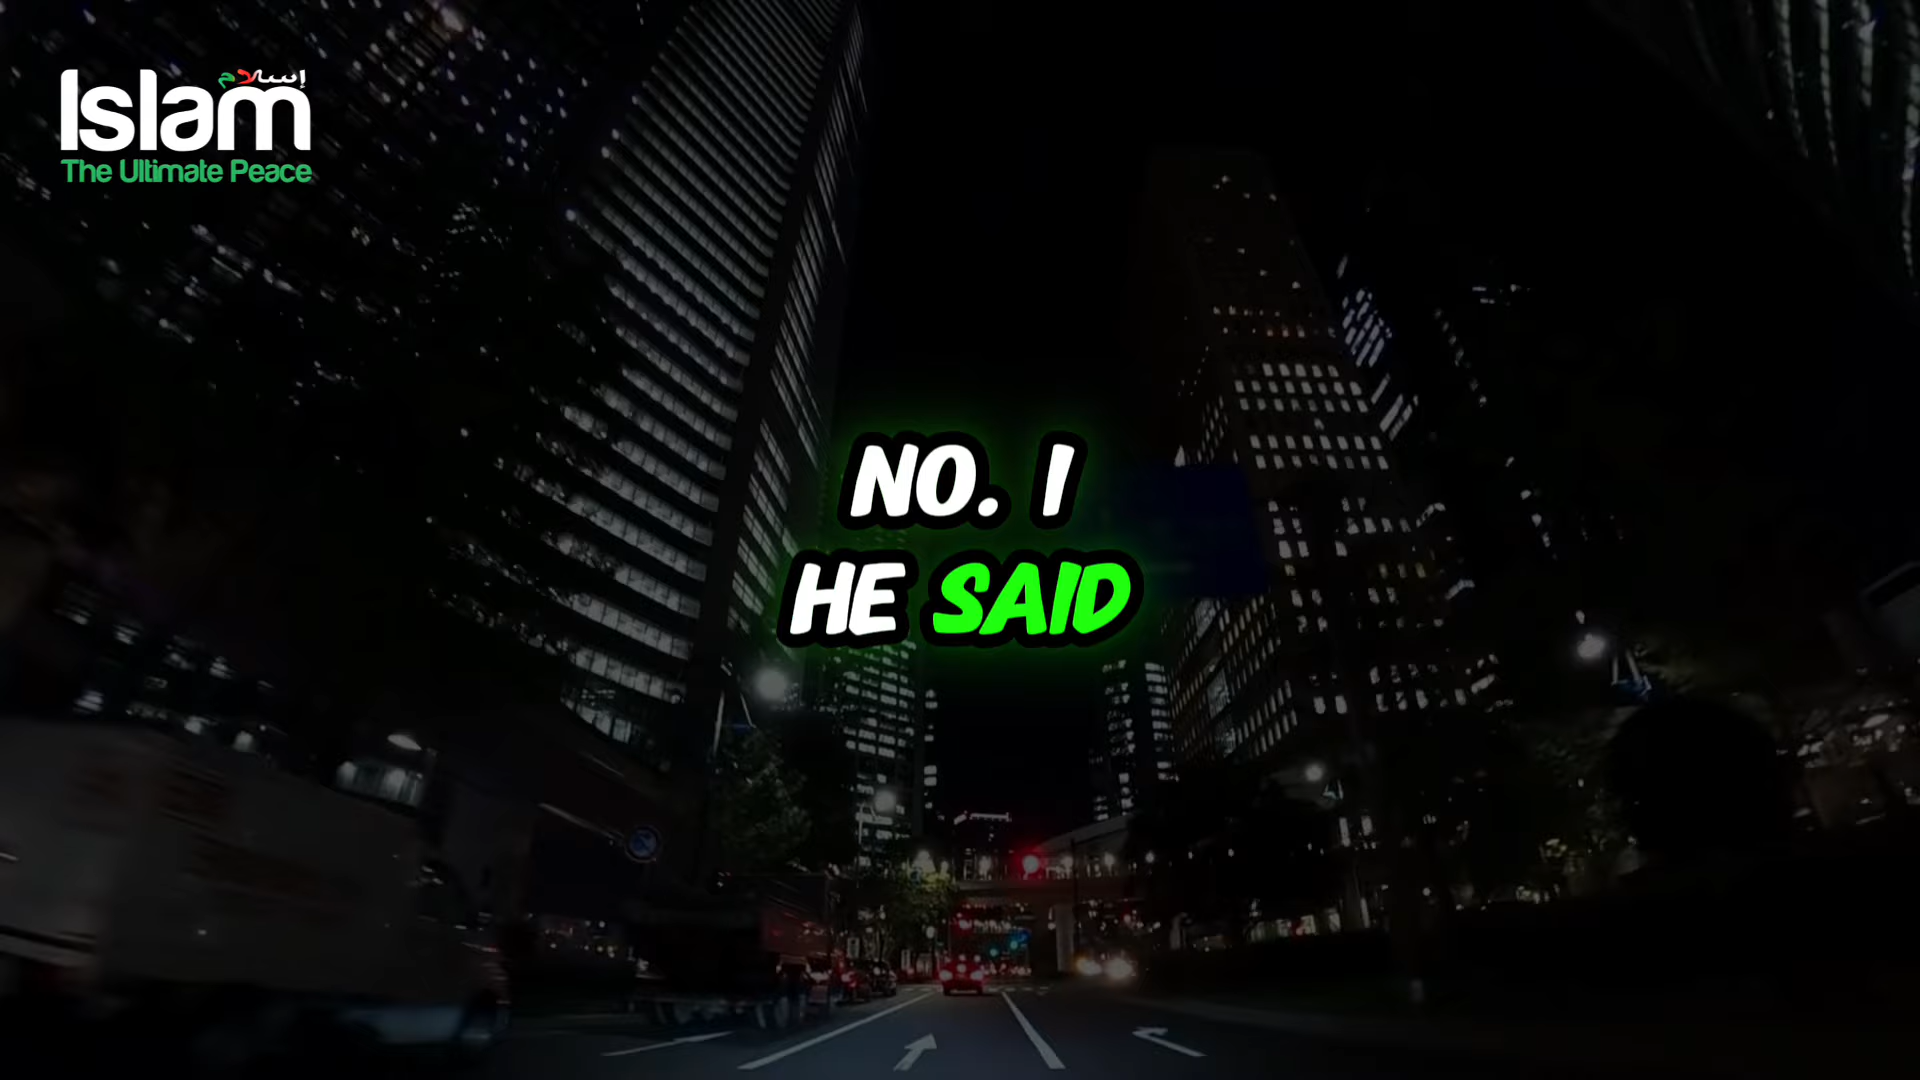 إسلام
Islam
The Ultimate Peace
NO. I
HE SAID